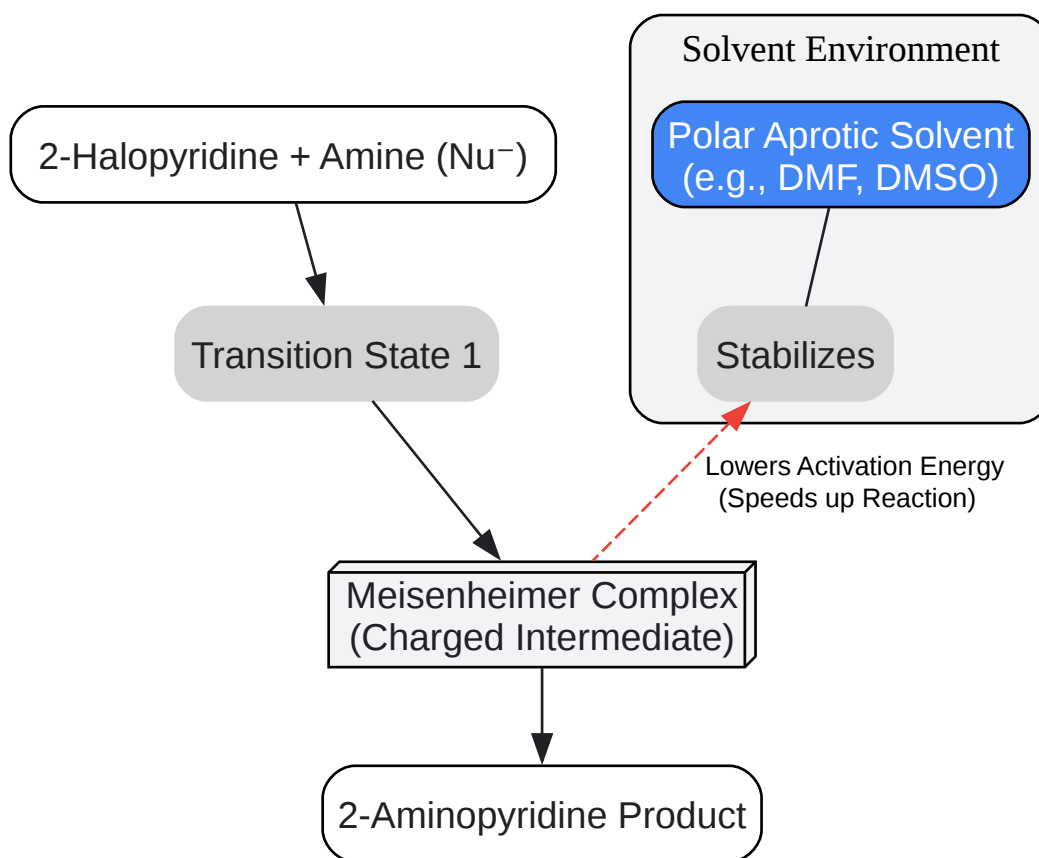 Solvent Environment
2-Halopyridine + Amine (Nu⁻)
Polar Aprotic Solvent
(e.g., DMF, DMSO)
Transition State 1
Stabilizes
Lowers Activation Energy
(Speeds up Reaction)
Meisenheimer Complex
(Charged Intermediate)
2-Aminopyridine Product